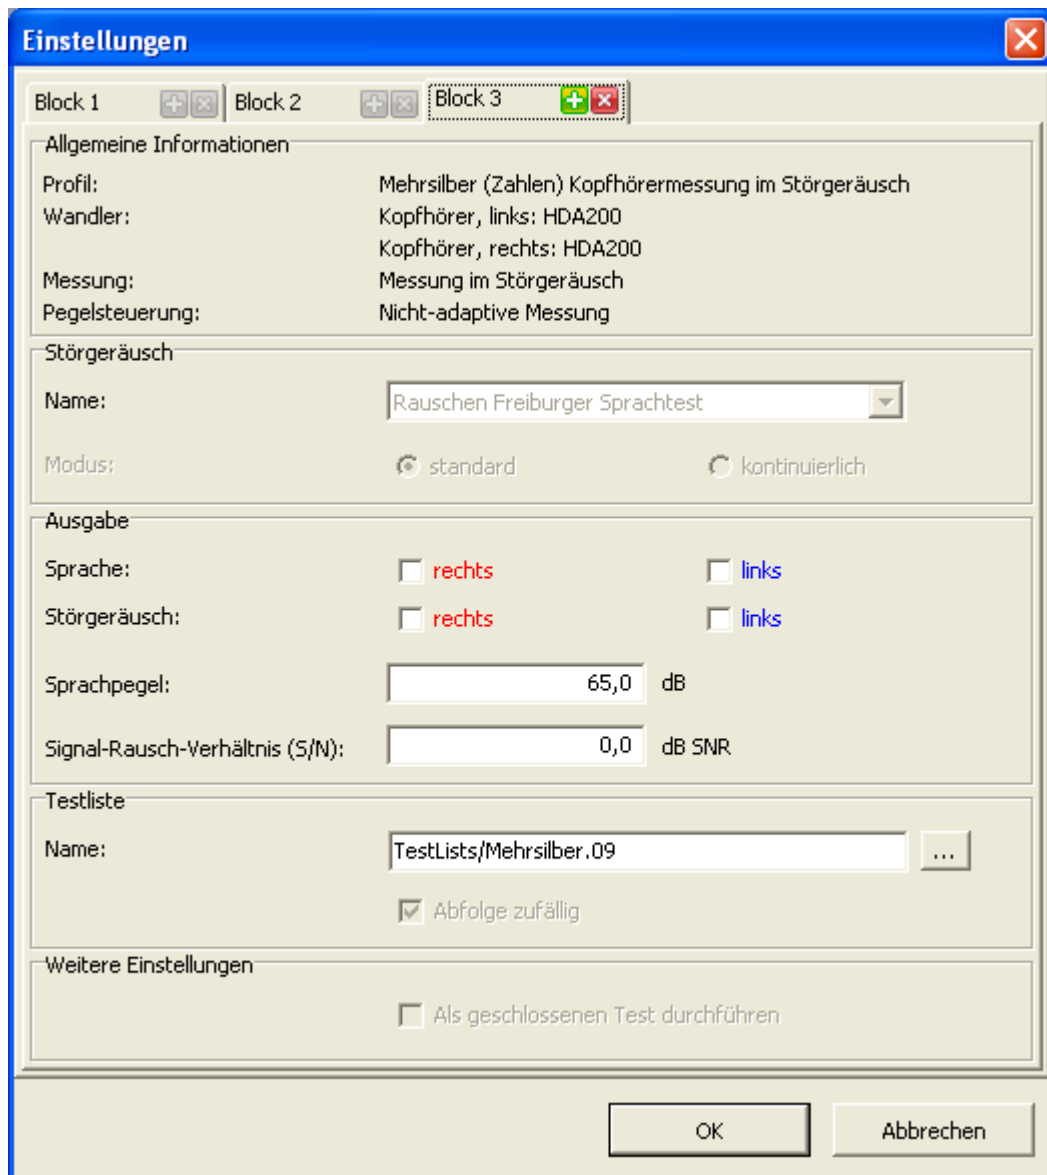 Einstellungen
Block 1 Block 2 Block 3
Allgemeine Informationen
Profil: Mehrsilber (Zahlen) Kopfhörermessung im Störgeräusch
Wandler: Kopfhörer, links: HDA200
Kopfhörer, rechts: HDA200
Messung: Messung im Störgeräusch
Pegelsteuerung: Nicht-adaptive Messung
Störgeräusch
Name: Rauschen Freiburger Sprachtest
Modus: standard kontinuierlich
Ausgabe
Sprache: rechts links
Störgeräusch: rechts links
Sprachpegel: 65,0 dB
Signal-Rausch-Verhältnis (S/N): 0,0 dB SNR
Testliste
Name: TestLists/Mehrsilber.09 ...
Abfolge zufällig
Weitere Einstellungen
Als geschlossenen Test durchführen
OK Abbrechen